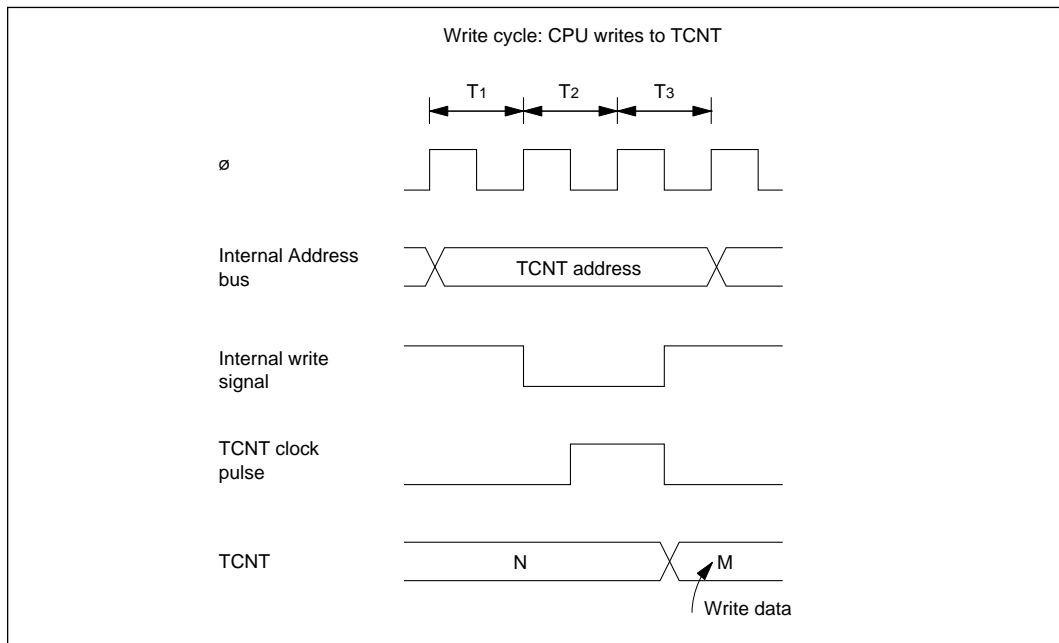 Write cycle: CPU writes to TCNT
T1 T2 T3
ø
Internal Address
bus
TCNT address
Internal write
signal
TCNT clock
pulse
TCNT
N
M
Write data